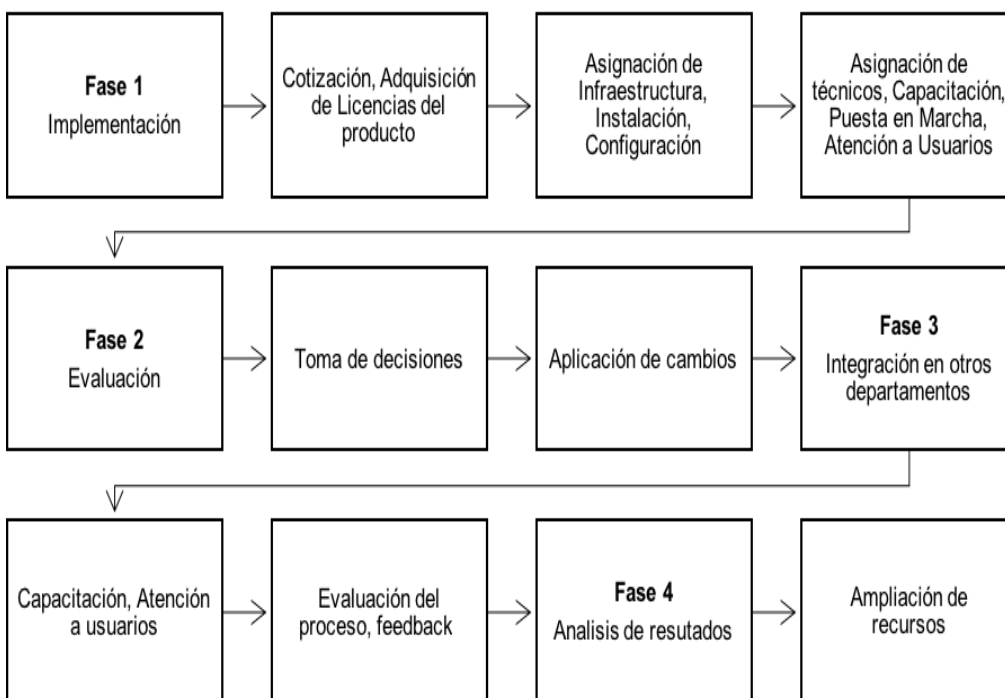 Fase 1
Implementación
Cotización, Adquisición
de Licencias del
producto
Asignación de
Infraestructura,
Instalación,
Configuración
Asignación de
técnicos, Capacitación,
Puesta en Marcha,
Atención a Usuarios
Fase 2
Evaluación
Toma de decisiones
Aplicación de cambios
Fase 3
Integración en otros
departamentos
Capacitación, Atención
a usuarios
Evaluación del
proceso, feedback
Fase 4
Analisis de resutados
Ampliación de
recursos